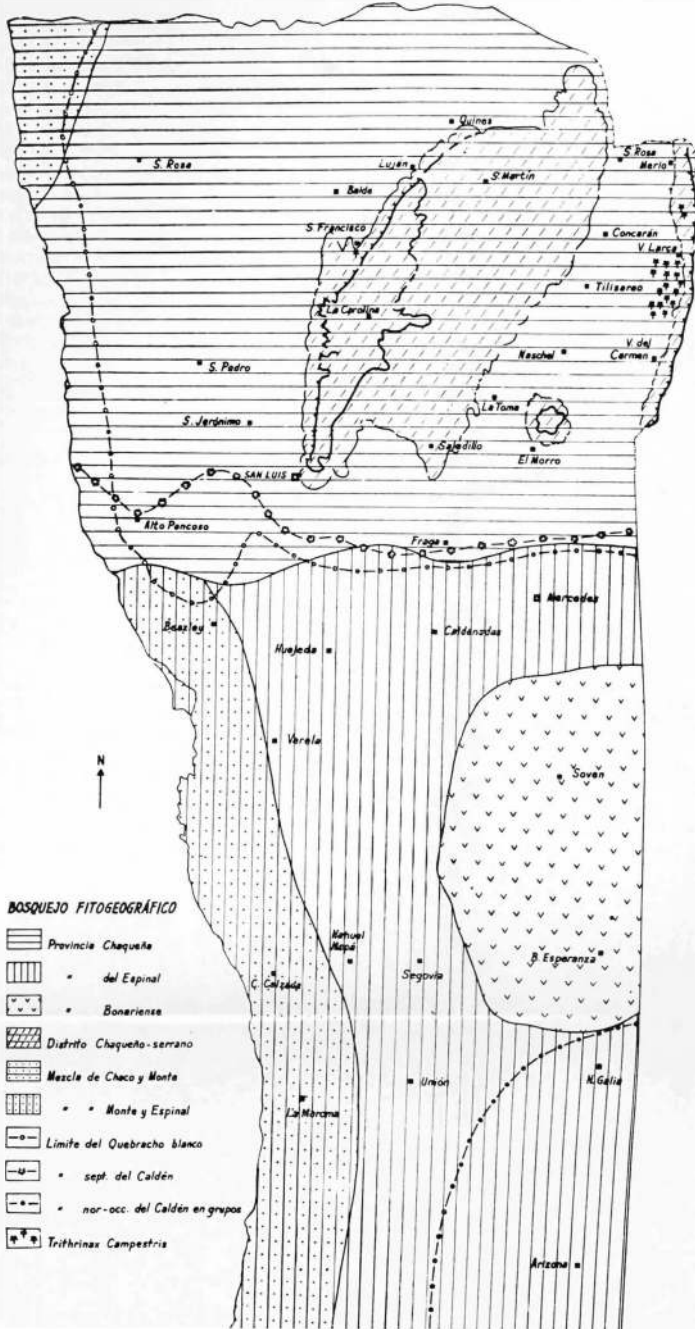 Quines
Luján
S. Rosa
Merlo
S. Rosa
S. Martín
Balde
S. Francisco
Concarán
V. Larca
Tilisarao
La Carolina
Naschel
V. del
Carmen
S. Pedro
La Toma
S. Jerónimo
Saladillo
El Morro
SAN LUIS
Alto Pencoso
Fraga
Mercedes
Beazley
Caldenadas
Huejeda
Varela
N
Soven
BOSQUEJO FITOGEOGRÁFICO
Provincia Chaqueña
" del Espinal
" Bonariense
Distrito Chaqueño-serrano
Mezcla de Chaco y Monte
" " Monte y Espinal
Límite del Quebracho blanco
" sept. del Caldén
" nor-occ. del Caldén en grupos
Trithrinax Campestris
Nahuel
Mapá
B. Esperanza
Segovia
C. Calzada
Unión
N. Galia
La Maroma
Arizona